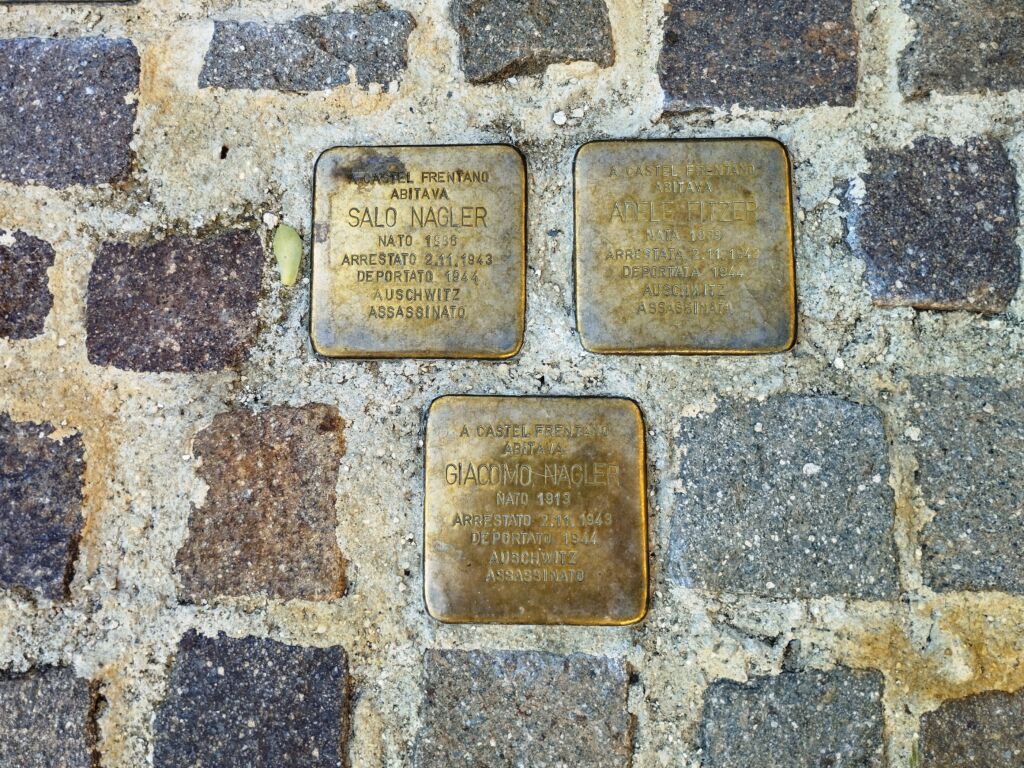 A CASTEL FRENTANO
ABITAVA
SALO NAGLER
NATO
ARRESTATO 2.11.1943
DEPORTATO 1944
AUSCHWITZ
ASSASSINATO
A CASTEL FRENTANO
ABITAVA
ADELE FITZER
NATA
ARRESTATA 2.11.1943
DEPORTATA 1944
AUSCHWITZ
ASSASSINATA
A CASTEL FRENTANO
ABITAVA
GIACOMO NAGLER
NATO 1913
ARRESTATO 2.11.1943
DEPORTATO 1944
AUSCHWITZ
ASSASSINATO